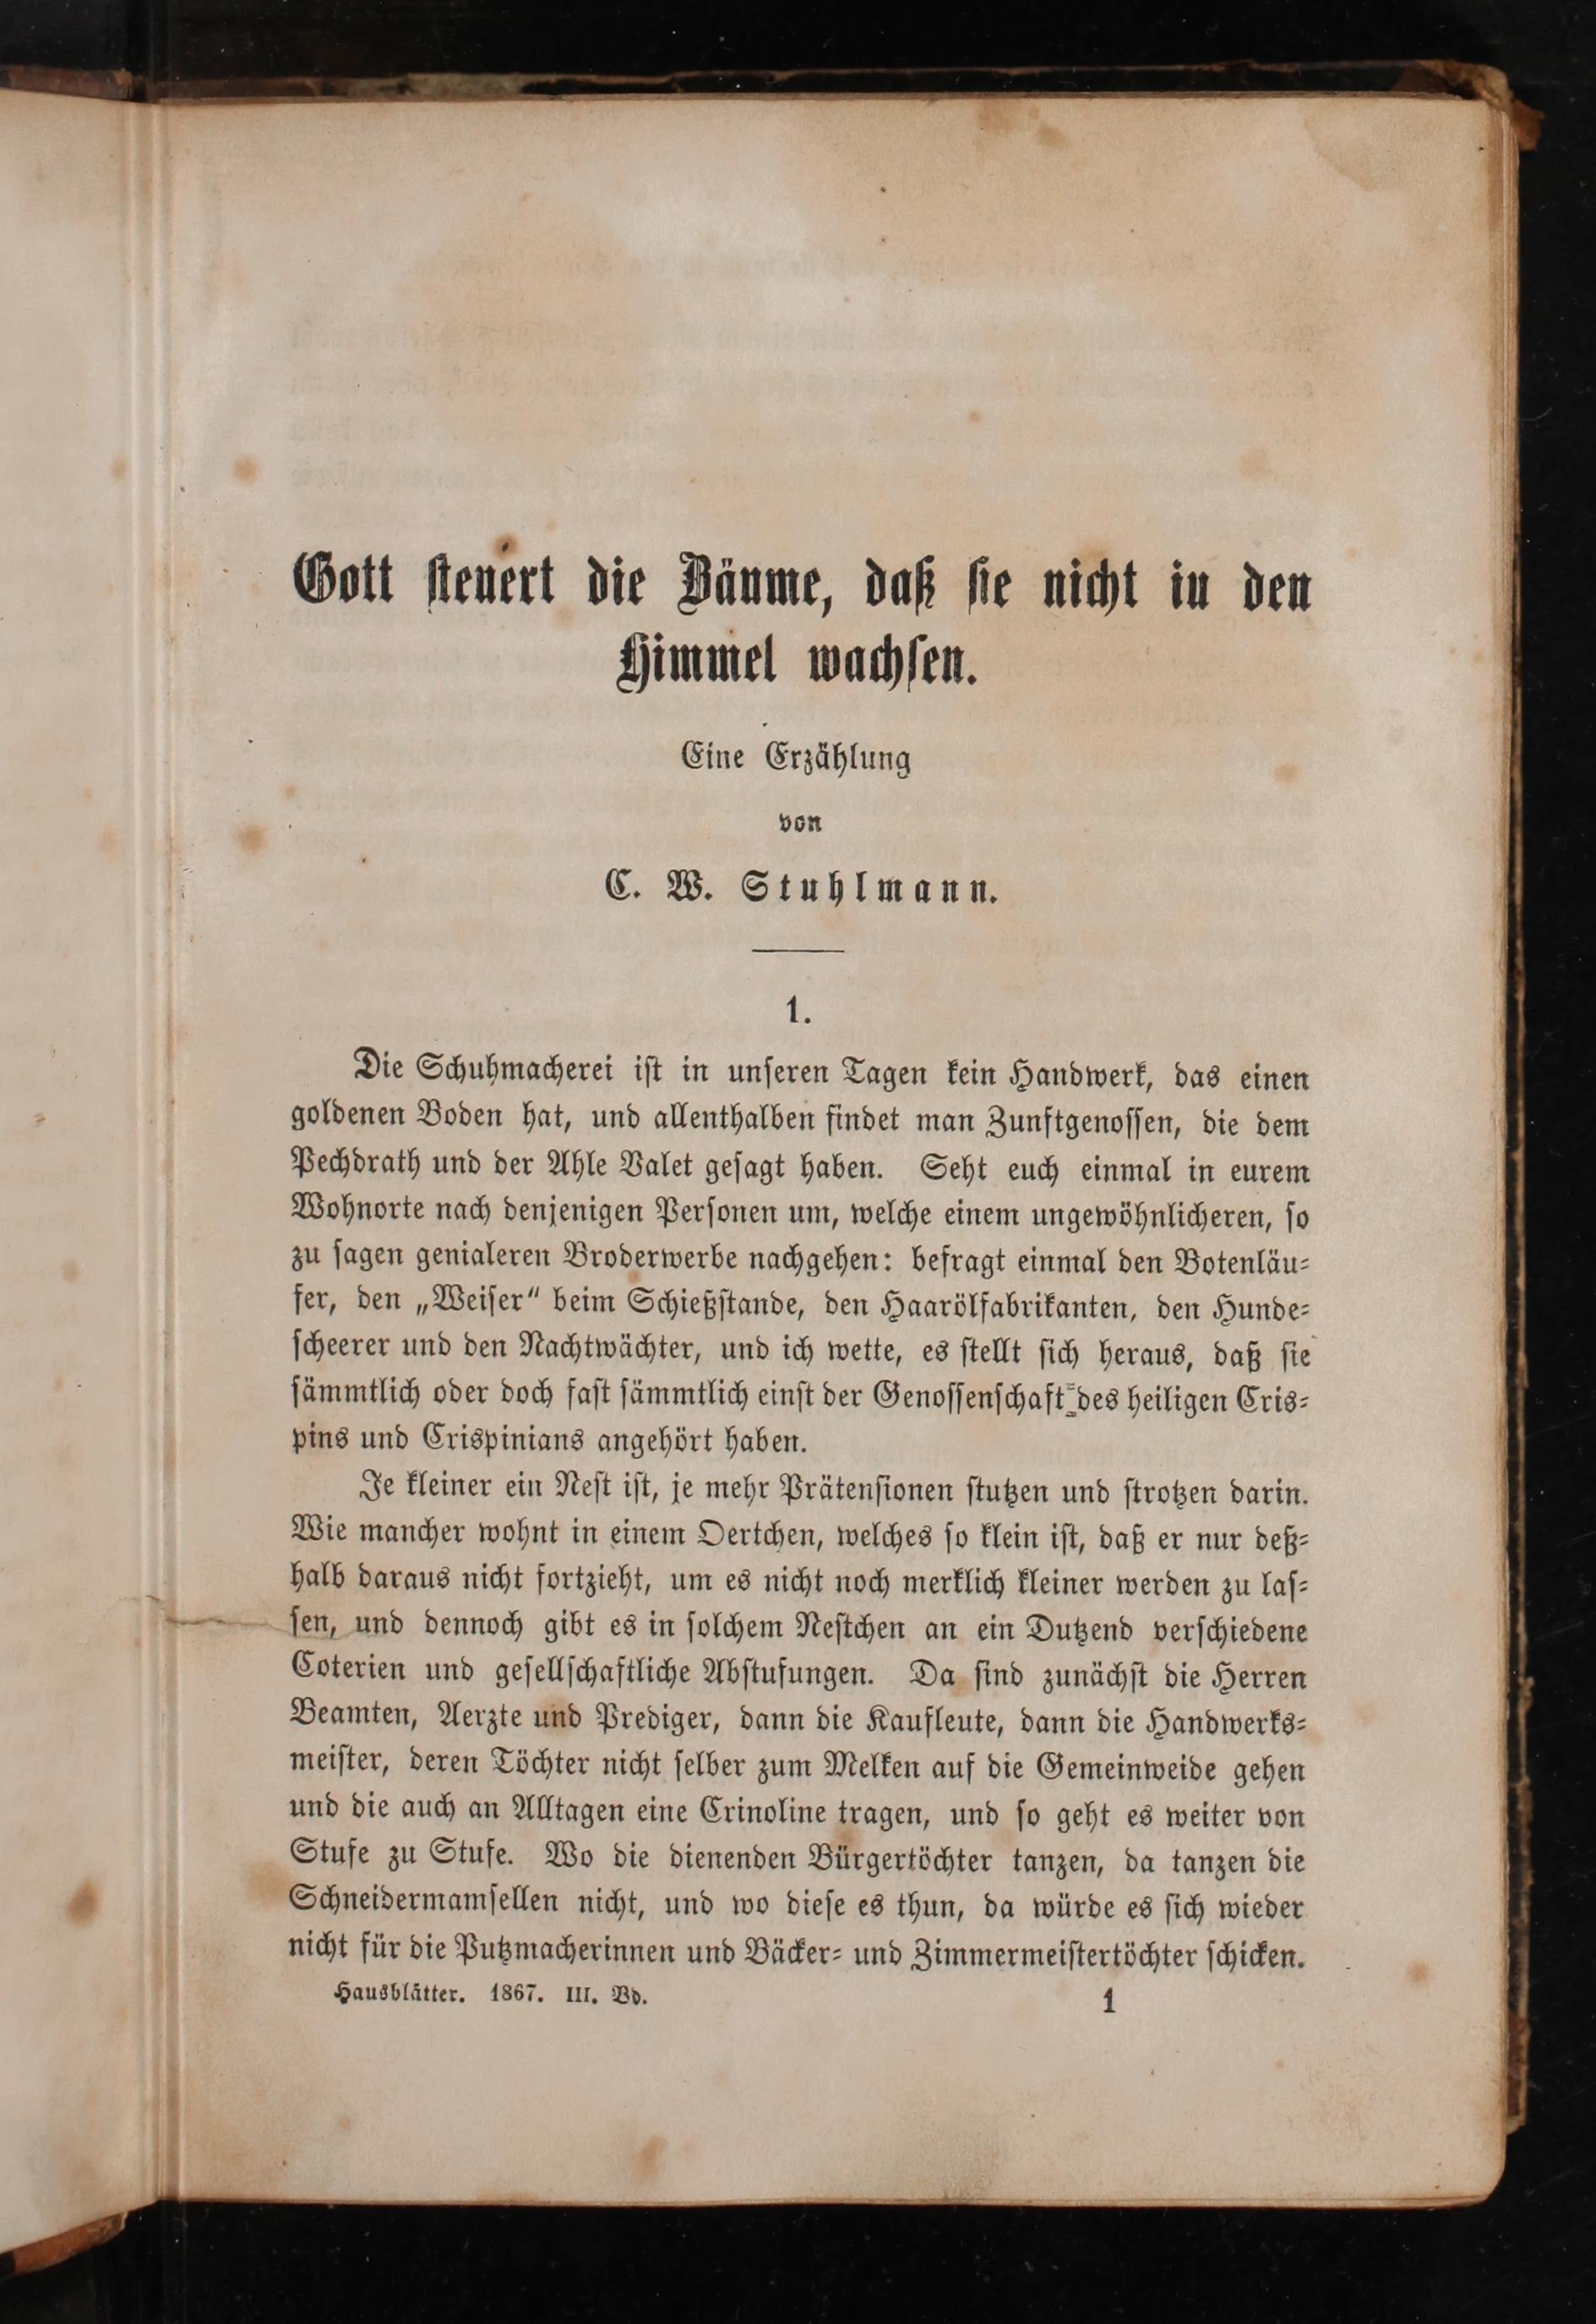 Gott steuert die Bäume, daß sie nicht in den
Himmel wachsen.
Eine Erzählung
von
C. W. Stuhlmann.
1.
Die Schuhmacherei ist in unseren Tagen kein Handwerk, das einen
goldenen Boden hat, und allenthalben findet man Zunftgenossen, die dem
Pechdrath und der Ahle Valet gesagt haben. Seht euch einmal in eurem
Wohnorte nach denjenigen Personen um, welche einem ungewöhnlicheren, so
zu sagen genialeren Broderwerbe nachgehen: befragt einmal den Botenläu-
fer, den „Weiser“ beim Schießstande, den Haarölfabrikanten, den Hunde-
scheerer und den Nachtwächter, und ich wette, es stellt sich heraus, daß sie
sämmtlich oder doch fast sämmtlich einst der Genossenschaft des heiligen Cris-
pins und Crispinians angehört haben.
Je kleiner ein Nest ist, je mehr Prätensionen stutzen und strotzen darin.
Wie mancher wohnt in einem Oertchen, welches so klein ist, daß er nur deß-
halb daraus nicht fortzieht, um es nicht noch merklich kleiner werden zu las-
sen, und dennoch gibt es in solchem Nestchen an ein Dutzend verschiedene
Coterien und gesellschaftliche Abstufungen. Da sind zunächst die Herren
Beamten, Aerzte und Prediger, dann die Kaufleute, dann die Handwerks-
meister, deren Töchter nicht selber zum Melken auf die Gemeinweide gehen
und die auch an Alltagen eine Crinoline tragen, und so geht es weiter von
Stufe zu Stufe. Wo die dienenden Bürgertöchter tanzen, da tanzen die
Schneidermamsellen nicht, und wo diese es thun, da würde es sich wieder
nicht für die Putzmacherinnen und Bäcker- und Zimmermeistertöchter schicken.
Hausblätter. 1867. III. Bd. 1